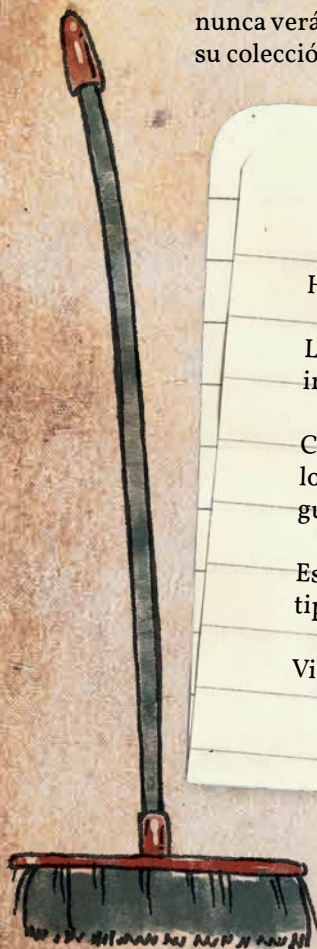 nunca verá
su colecció
H
L
in
C
lo
gu
Es
tip
Vi